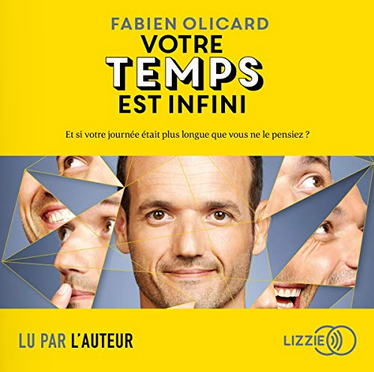 FABIEN OLICARD
VOTRE
TEMPS
EST INFINI
Et si votre journée était plus longue que vous ne le pensiez ?
LU PAR L'AUTEUR
LIZZIE